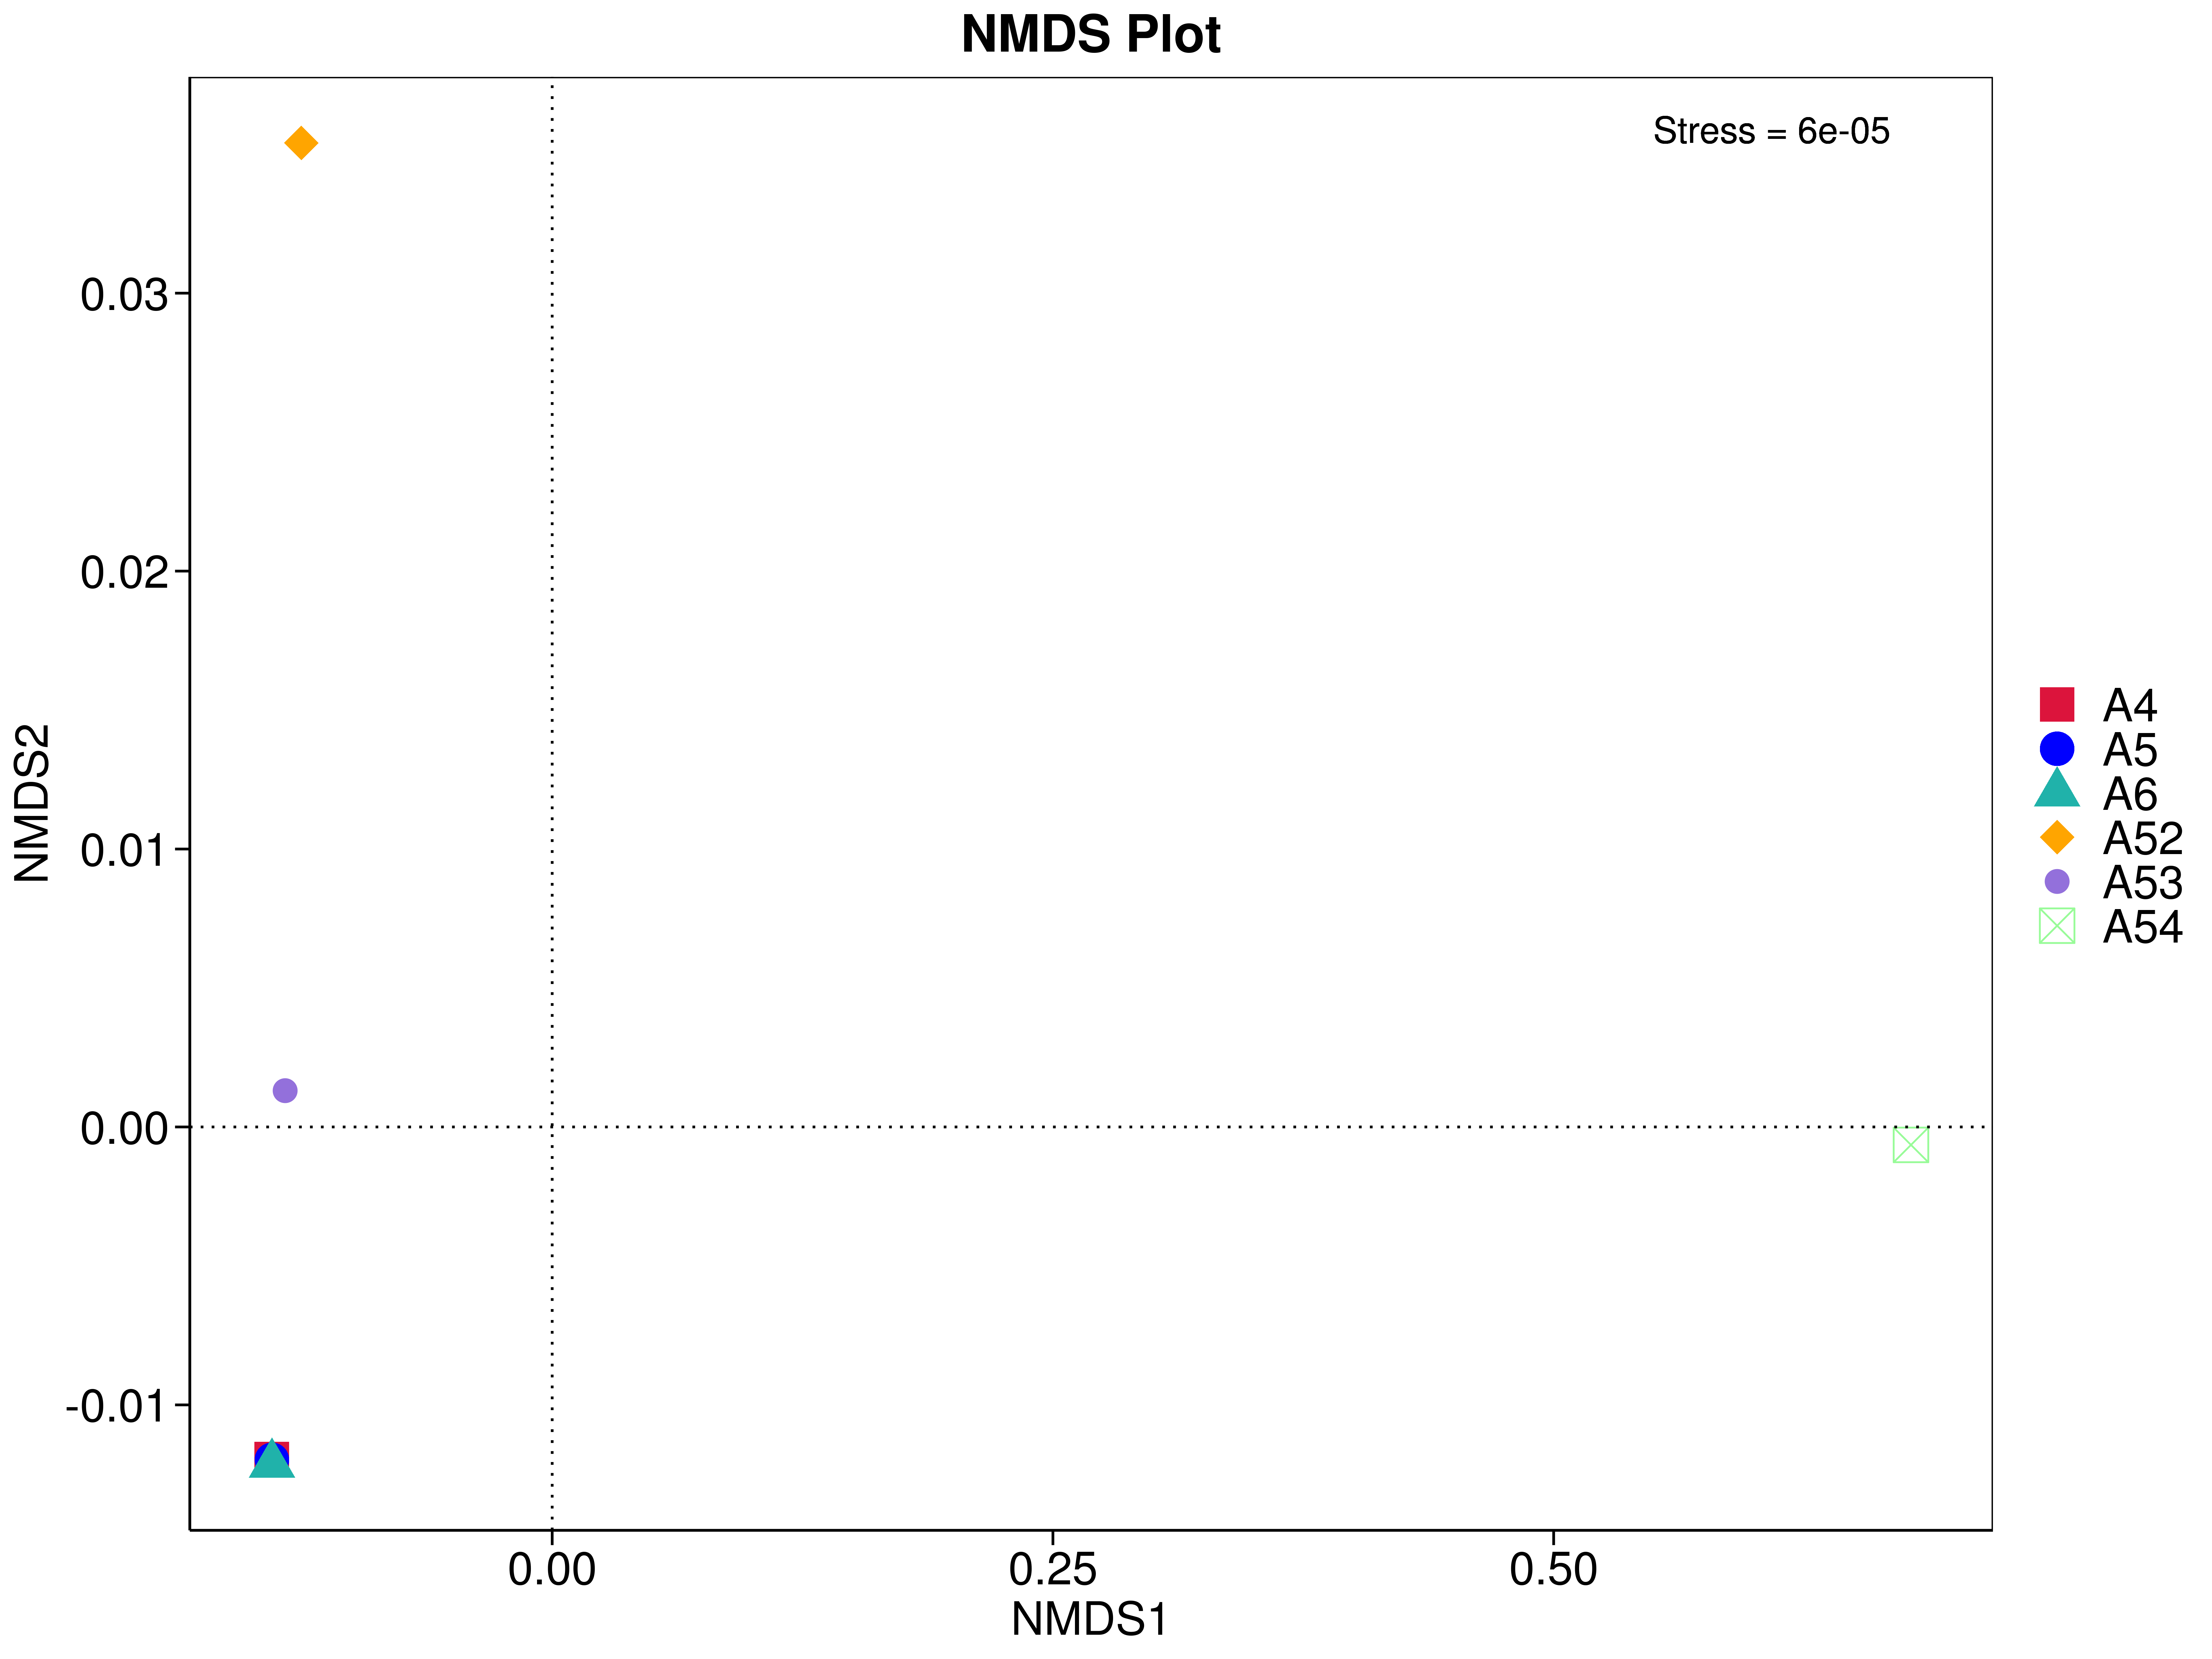 NMDS Plot
Stress = 6e-05
0.03
0.02
0.01
0.00
-0.01
NMDS2
0.00 0.25 0.50
NMDS1
A4
A5
A6
A52
A53
A54